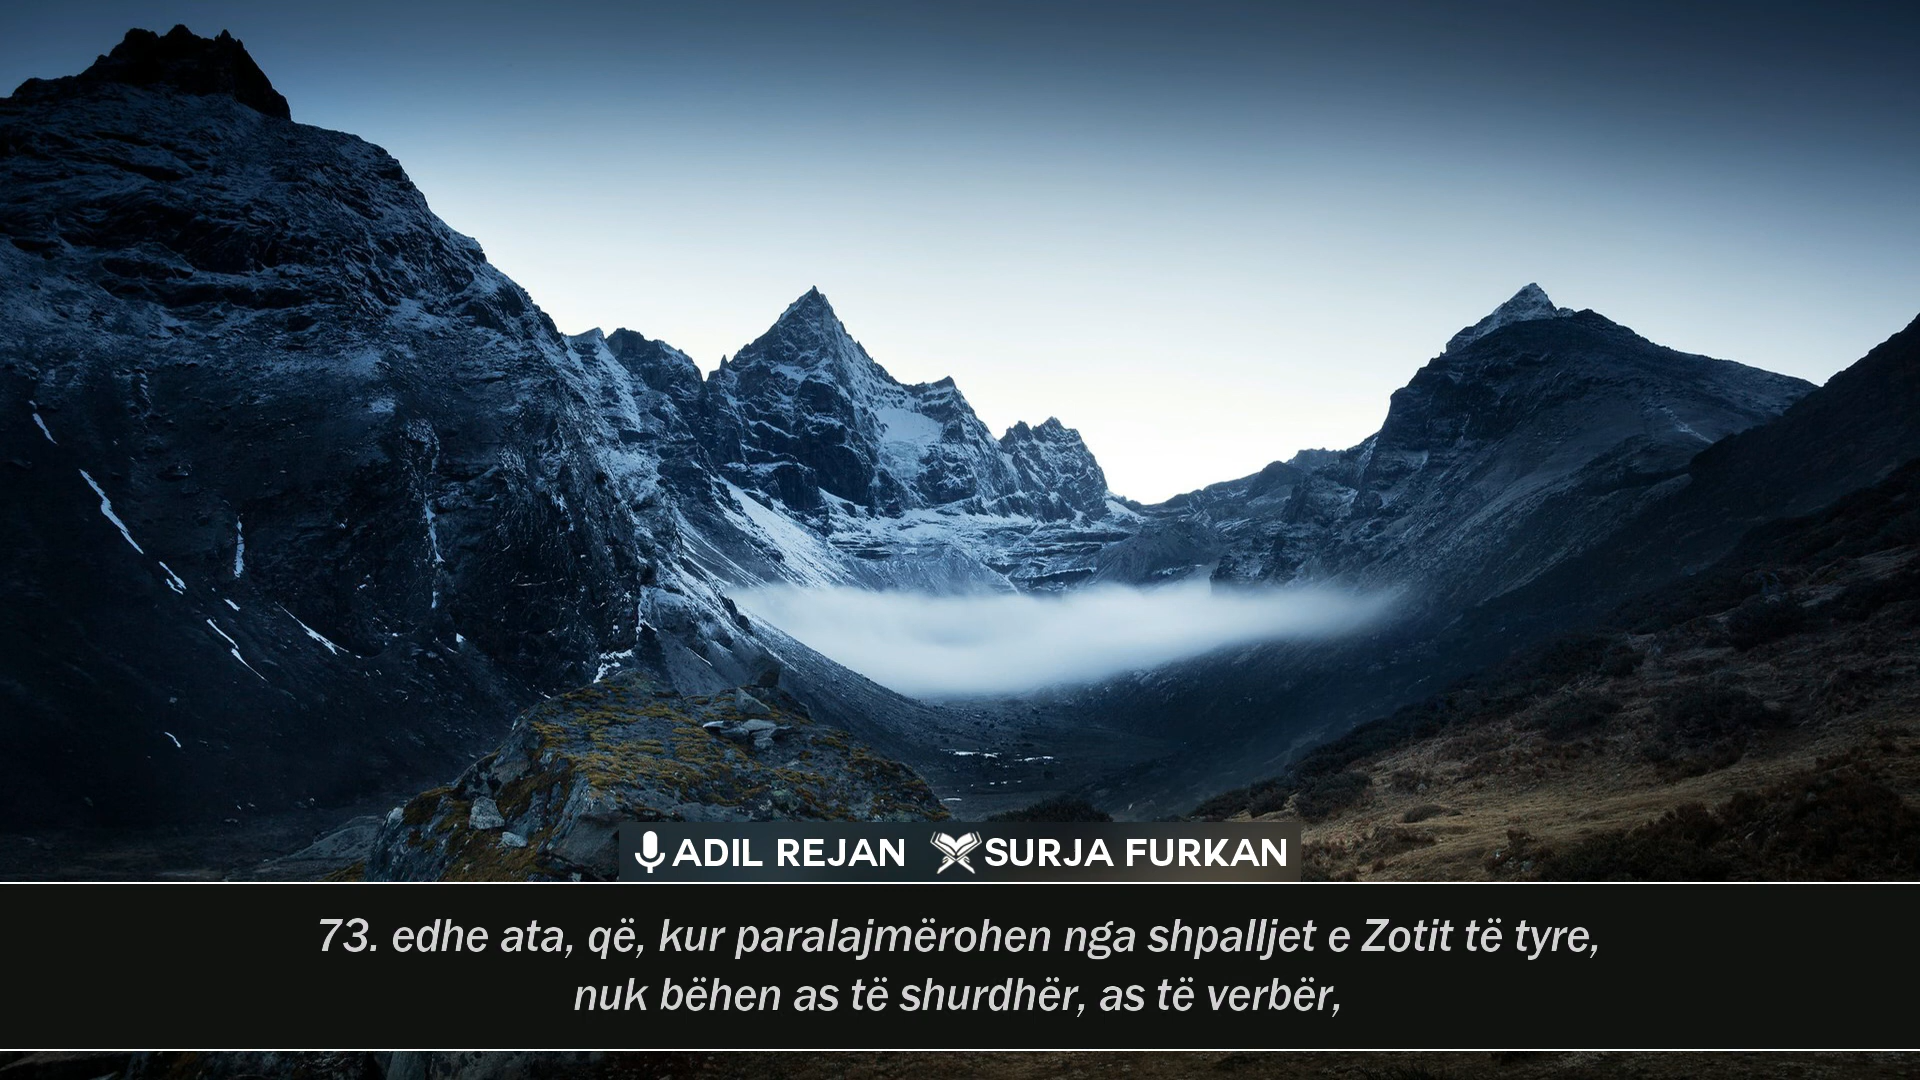 ADIL REJAN SURJA FURKAN
73. edhe ata, që, kur paralajmërohen nga shpalljet e Zotit të tyre,
nuk bëhen as të shurdhër, as të verbër,